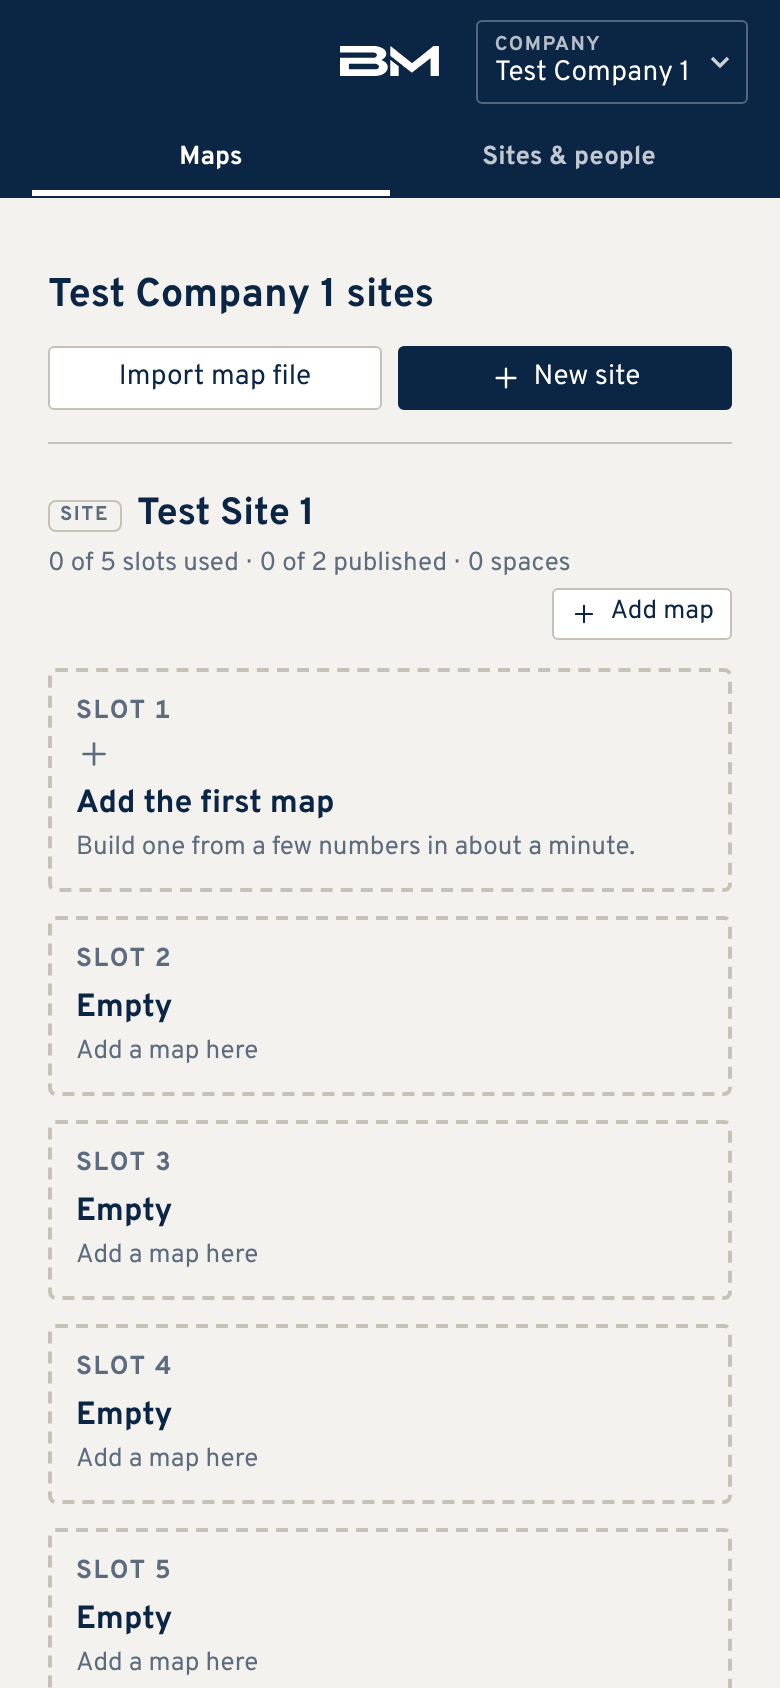 BM
COMPANY
Test Company 1
Maps
Sites & people
Test Company 1 sites
Import map file
+ New site
SITE
Test Site 1
0 of 5 slots used · 0 of 2 published · 0 spaces
+ Add map
SLOT 1
+
Add the first map
Build one from a few numbers in about a minute.
SLOT 2
Empty
Add a map here
SLOT 3
Empty
Add a map here
SLOT 4
Empty
Add a map here
SLOT 5
Empty
Add a map here